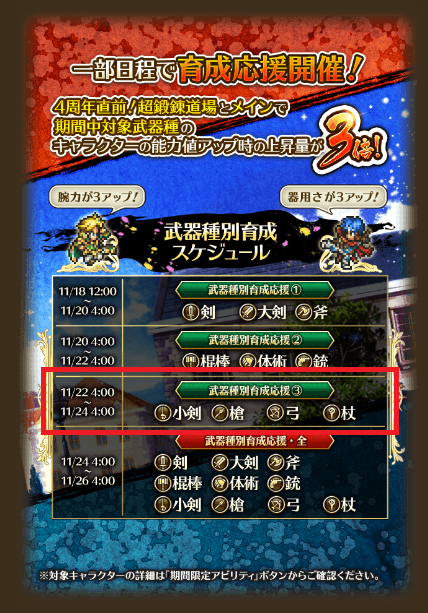 一部日程で育成応援開催！
4周年直前！超鍛錬道場とメインで
期間中対象武器種の
キャラクターの能力値アップ時の上昇量が
3倍！
腕力が3アップ！
器用さが3アップ！
武器種別育成
スケジュール
11/18 12:00
～
11/20 4:00
武器種別育成応援①
剣 大剣 斧
11/20 4:00
～
11/22 4:00
武器種別育成応援②
棍棒 体術 銃
11/22 4:00
～
11/24 4:00
武器種別育成応援③
小剣 槍 弓 杖
11/24 4:00
～
11/26 4:00
武器種別育成応援・全
剣 大剣 斧
棍棒 体術 銃
小剣 槍 弓 杖
※対象キャラクターの詳細は「期間限定アビリティ」ボタンからご確認ください。